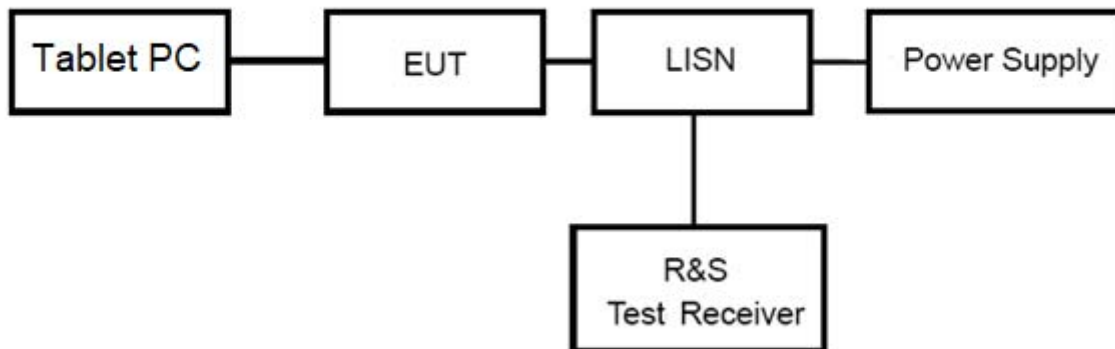 Tablet PC
EUT
LISN
Power Supply
R&S
Test Receiver